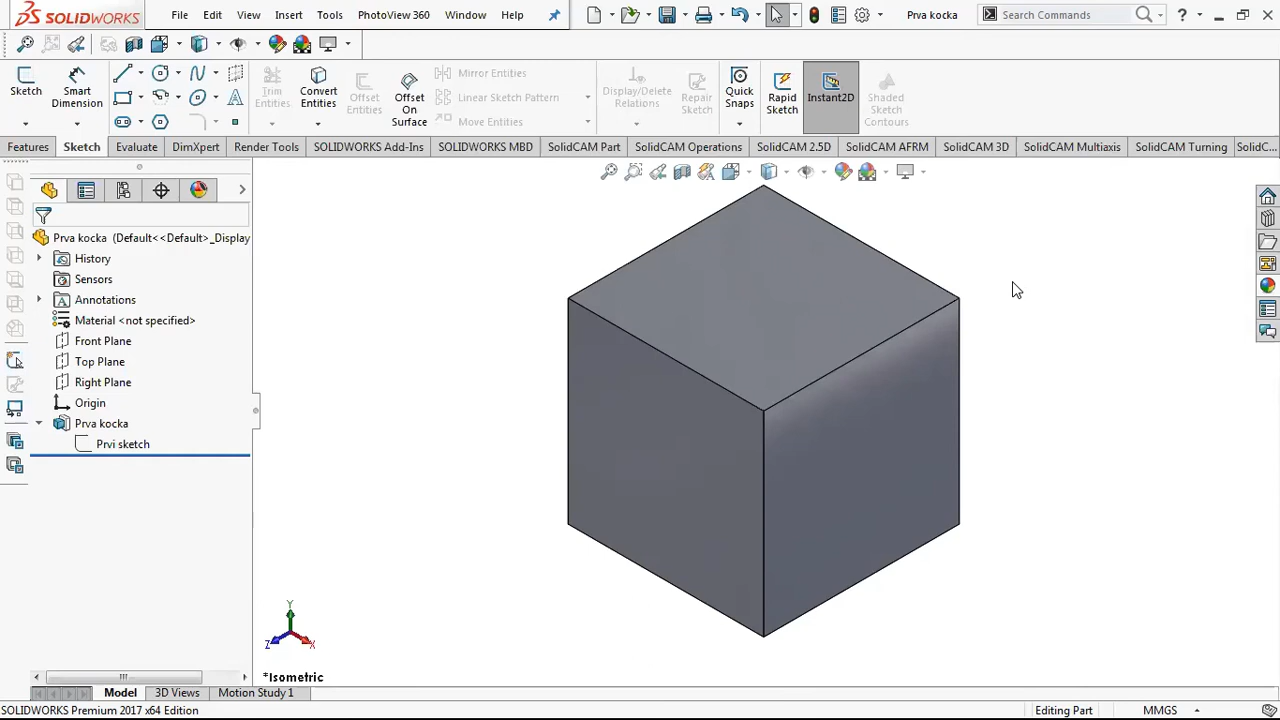 SOLIDWORKS File Edit View Insert Tools PhotoView 360 Window Help Prva kocka Search Commands ?
Sketch Smart Dimension Trim Entities Convert Entities Offset Entities Offset On Surface Mirror Entities Linear Sketch Pattern Move Entities Display/Delete Relations Repair Sketch Quick Snaps Rapid Sketch Instant2D Shaded Sketch Contours
Features Sketch Evaluate DimXpert Render Tools SOLIDWORKS Add-Ins SOLIDWORKS MBD SolidCAM Part SolidCAM Operations SolidCAM 2.5D SolidCAM AFRM SolidCAM 3D SolidCAM Multiaxis SolidCAM Turning SolidC...
Prva kocka (Default<<Default>_Display
History
Sensors
Annotations
Material <not specified>
Front Plane
Top Plane
Right Plane
Origin
Prva kocka
Prvi sketch
Y
Z X
*Isometric
Model 3D Views Motion Study 1
SOLIDWORKS Premium 2017 x64 Edition Editing Part MMGS